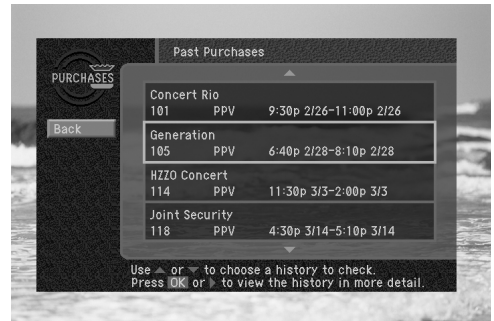 Past Purchases
PURCHASES
Back
Concert Rio
101 PPV 9:30p 2/26-11:00p 2/26
Generation
105 PPV 6:40p 2/28-8:10p 2/28
HZZO Concert
114 PPV 11:30p 3/3-2:00p 3/3
Joint Security
118 PPV 4:30p 3/14-5:10p 3/14
Use ▲ or ▼ to choose a history to check.
Press OK or ▶ to view the history in more detail.